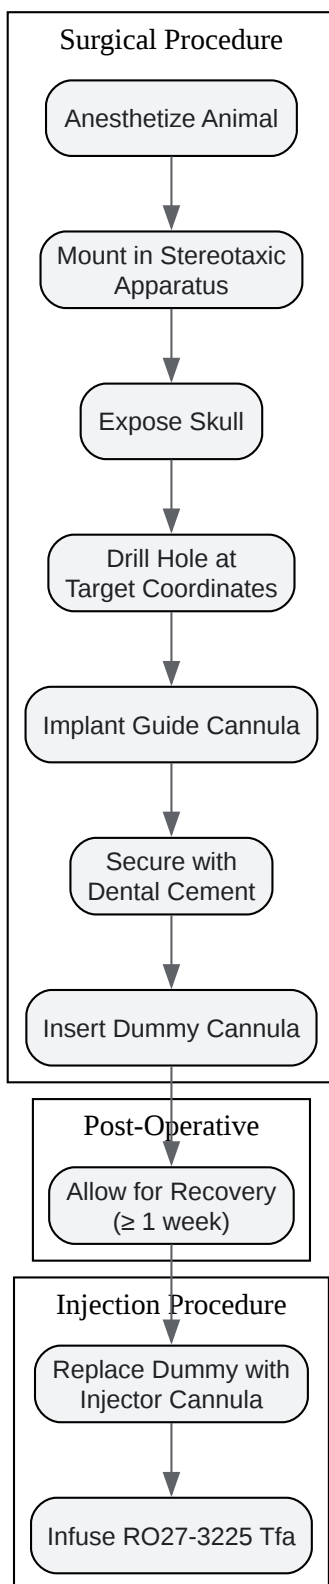 Surgical Procedure
Anesthetize Animal
Mount in Stereotaxic
Apparatus
Expose Skull
Drill Hole at
Target Coordinates
Implant Guide Cannula
Secure with
Dental Cement
Insert Dummy Cannula
Post-Operative
Allow for Recovery
(≥ 1 week)
Injection Procedure
Replace Dummy with
Injector Cannula
Infuse RO27-3225 Tfa